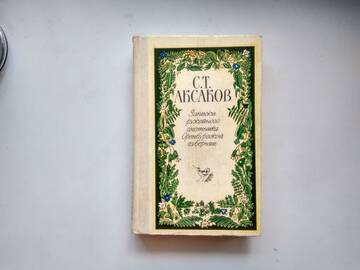 С.Т.
АКСАКОВ
Записки
ружейного
охотника
Оренбургской
губернии